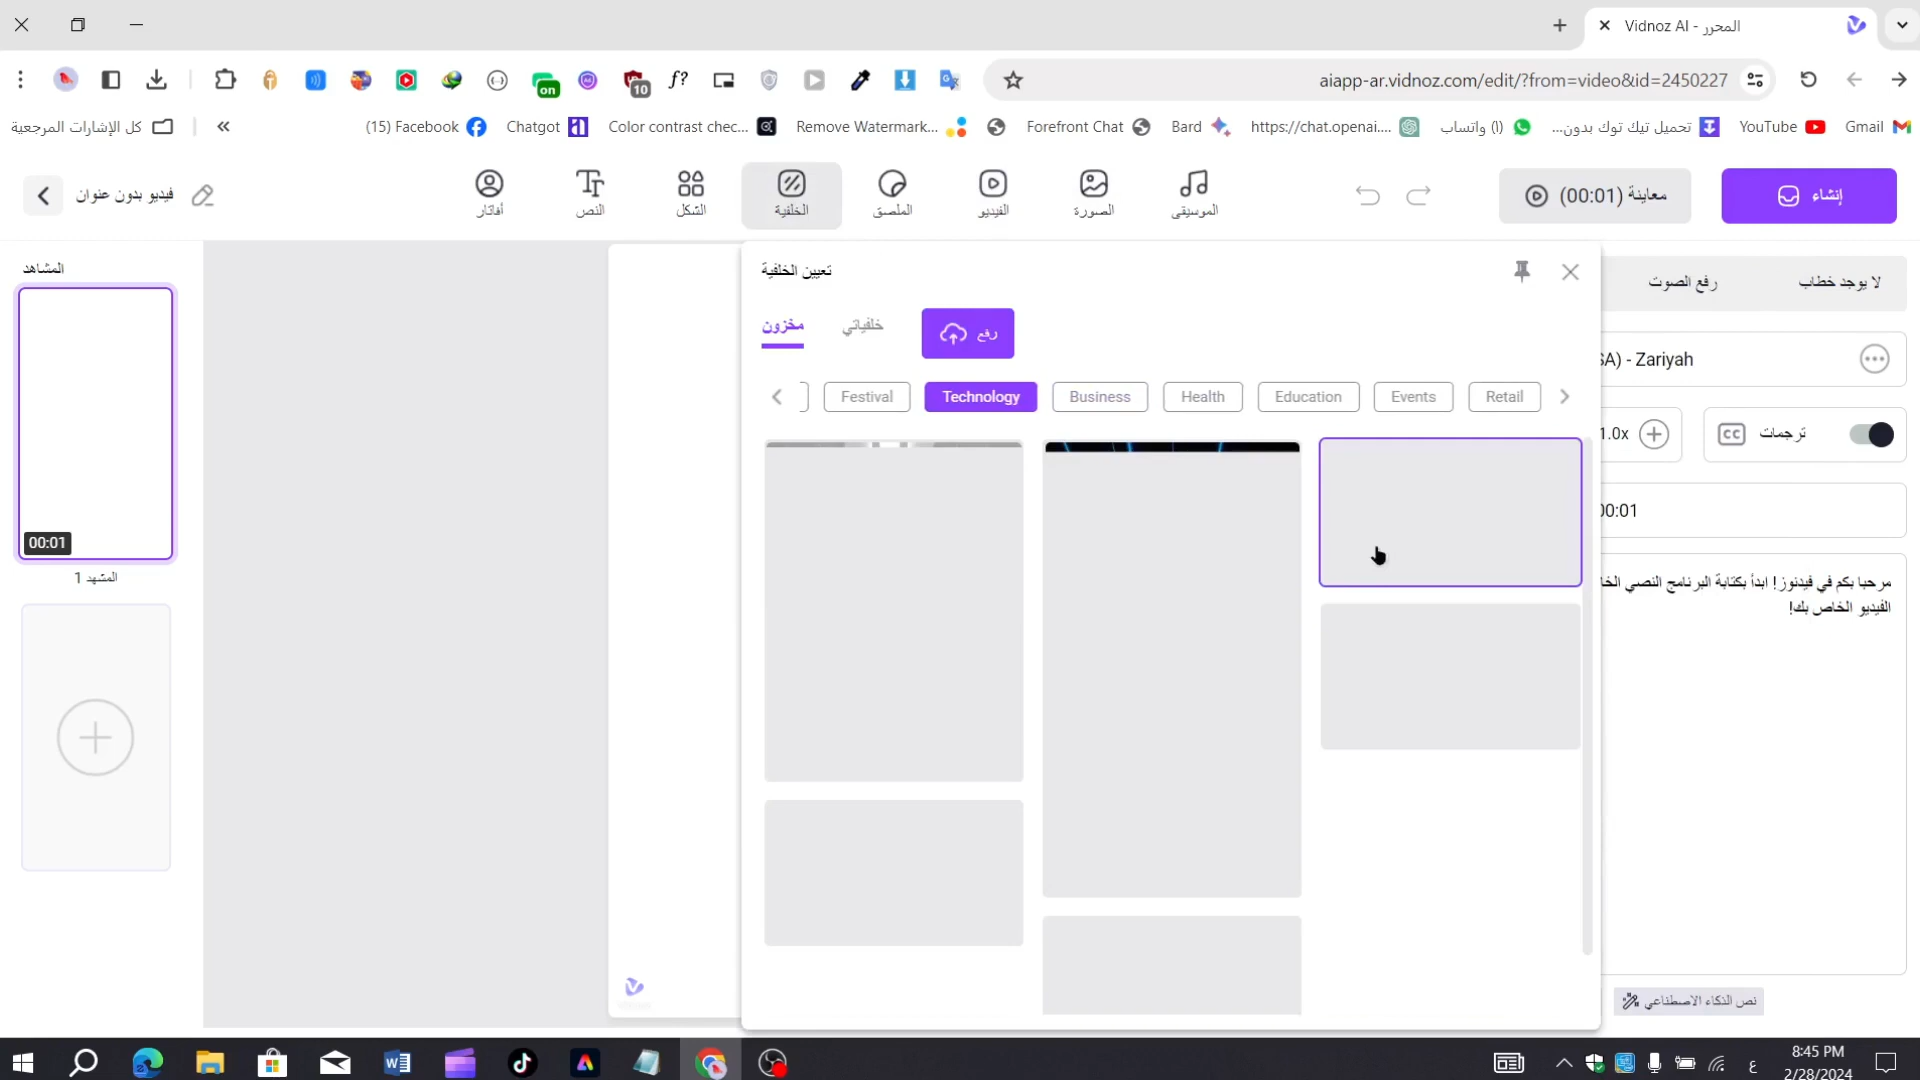 Vidnoz AI - المحرر
aiapp-ar.vidnoz.com/edit/?from=video&id=2450227
on
10
f?
كل الإشارات المرجعية
«
(15) Facebook
Chatgot
Color contrast chec...
Remove Watermark...
Forefront Chat
Bard
https://chat.openai....
(1) واتساب
تحميل تيك توك بدون...
YouTube
Gmail
فيديو بدون عنوان
أفاتار
النص
الشكل
الخلفية
الملصق
الفيديو
الصورة
الموسيقى
معاينة (00:01)
إنشاء
المشاهد
00:01
المشهد 1
تعيين الخلفية
مخزون
خلفياتي
رفع
Festival
Technology
Business
Health
Education
Events
Retail
رفع الصوت
لا يوجد خطاب
SA) - Zariyah
1.0x
CC
ترجمات
00:01
مرحبا بكم في فيدنوز! ابدأ بكتابة البرنامج النصي
الفيديو الخاص بك!
نص الذكاء الاصطناعي
ع
8:45 PM
2/28/2024